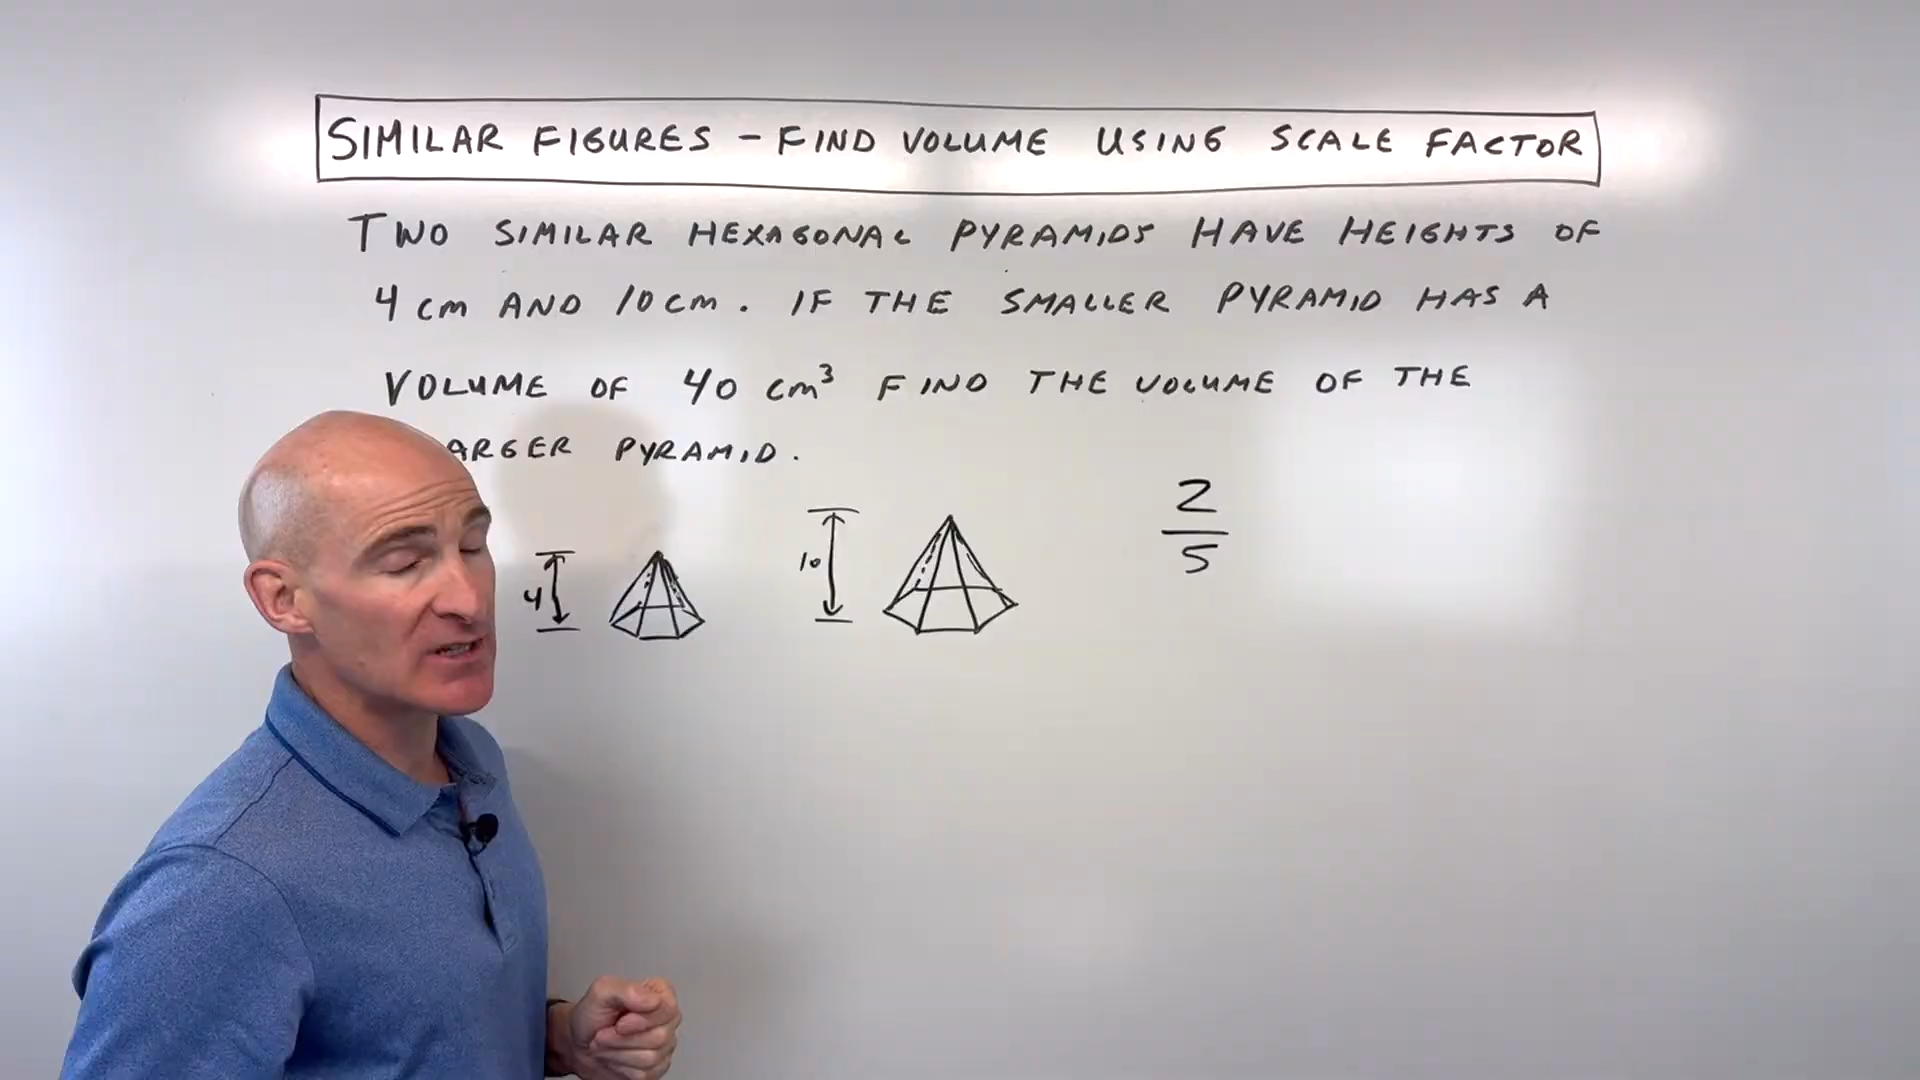 SIMILAR FIGURES - FIND VOLUME USING SCALE FACTOR
TWO SIMILAR HEXAGONAL PYRAMIDS HAVE HEIGHTS OF
4 cm AND 10 cm. IF THE SMALLER PYRAMID HAS A
VOLUME OF 40 cm³ FIND THE VOLUME OF THE
ARGER PYRAMID.
4
10
2
5